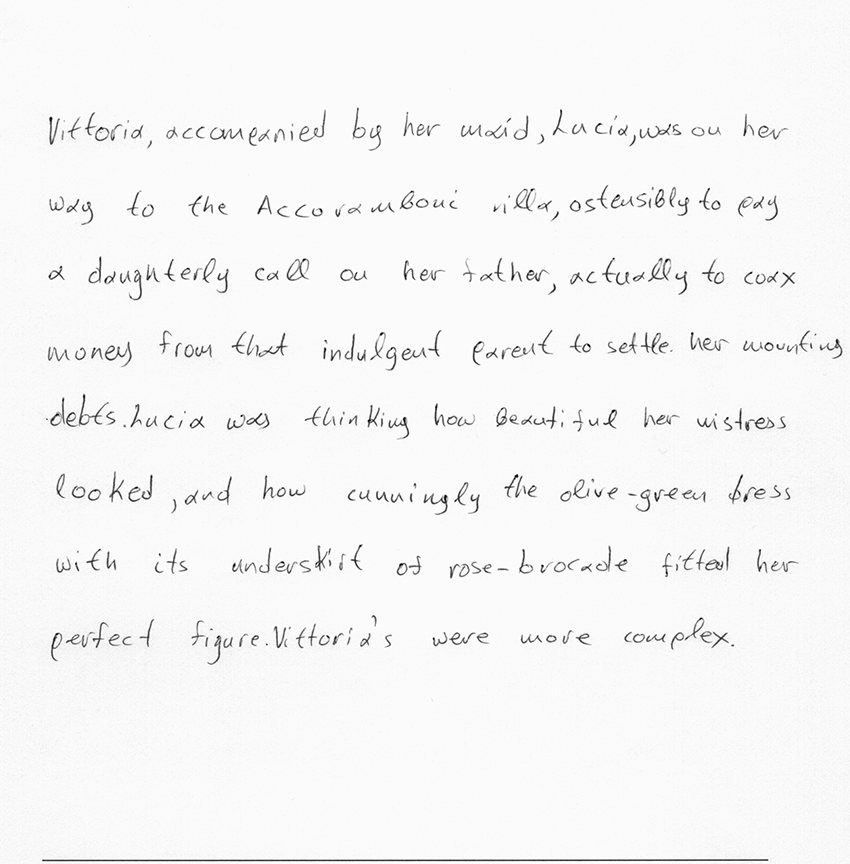 Vittoria, accompanied by her maid, Lucia, was on her
way to the Accoramboni villa, ostensibly to pay
a daughterly call on her father, actually to coax
money from that indulgent parent to settle her mounting
debts. Lucia was thinking how beautiful her mistress
looked, and how cunningly the olive-green dress
with its underskirt of rose-brocade fitted her
perfect figure. Vittoria's were more complex.